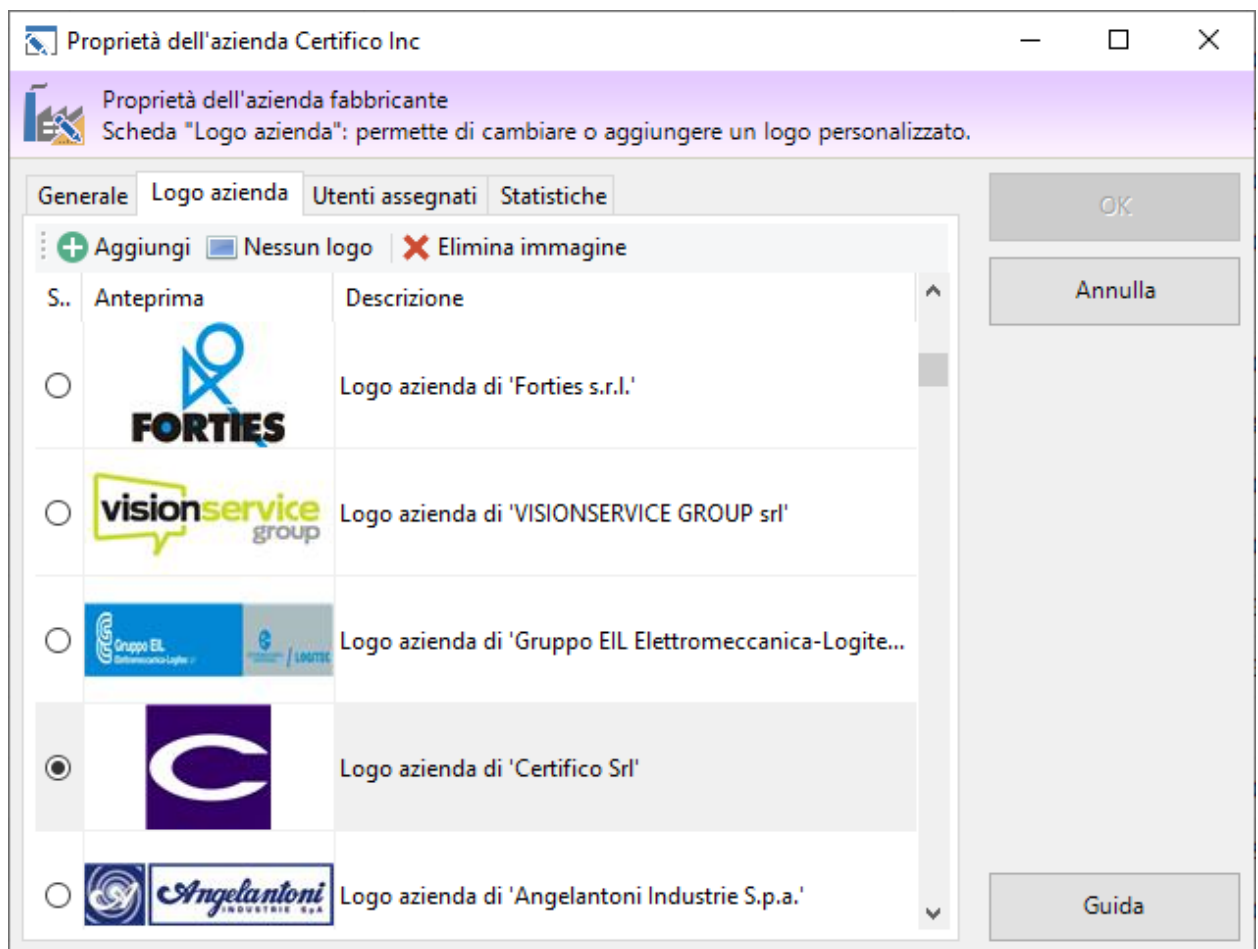 Proprietà dell'azienda Certifico Inc
Proprietà dell'azienda fabbricante
Scheda "Logo azienda": permette di cambiare o aggiungere un logo personalizzato.
Generale Logo azienda Utenti assegnati Statistiche
OK
Aggiungi Nessun logo Elimina immagine
Annulla
S.. Anteprima Descrizione
FORTIES
Logo azienda di 'Forties s.r.l.'
visionservice
group
Logo azienda di 'VISIONSERVICE GROUP srl'
Gruppo EIL
Elettromeccanica-Logitec
/ LOGITEC
Logo azienda di 'Gruppo EIL Elettromeccanica-Logite...
C
Logo azienda di 'Certifico Srl'
Angelantoni
INDUSTRIE SpA
Logo azienda di 'Angelantoni Industrie S.p.a.'
Guida